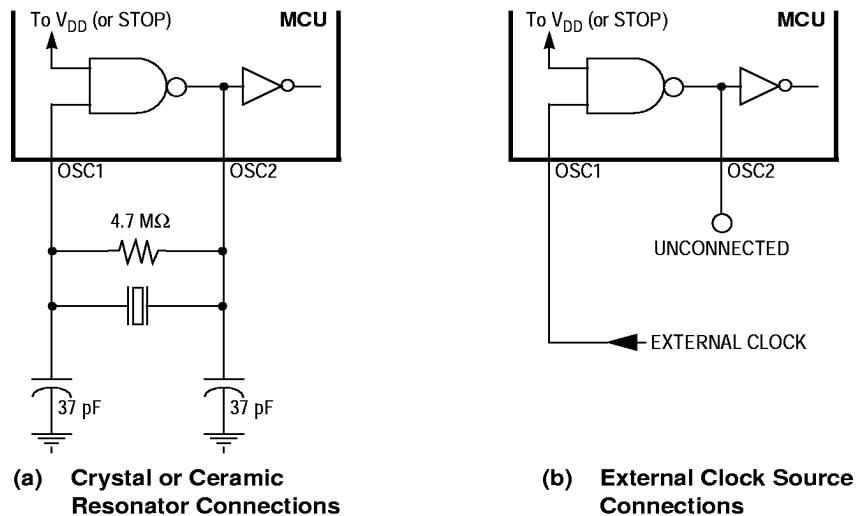 To VDD (or STOP) MCU
OSC1 OSC2
4.7 MΩ
37 pF 37 pF
(a) Crystal or Ceramic
Resonator Connections
To VDD (or STOP) MCU
OSC1 OSC2
UNCONNECTED
EXTERNAL CLOCK
(b) External Clock Source
Connections